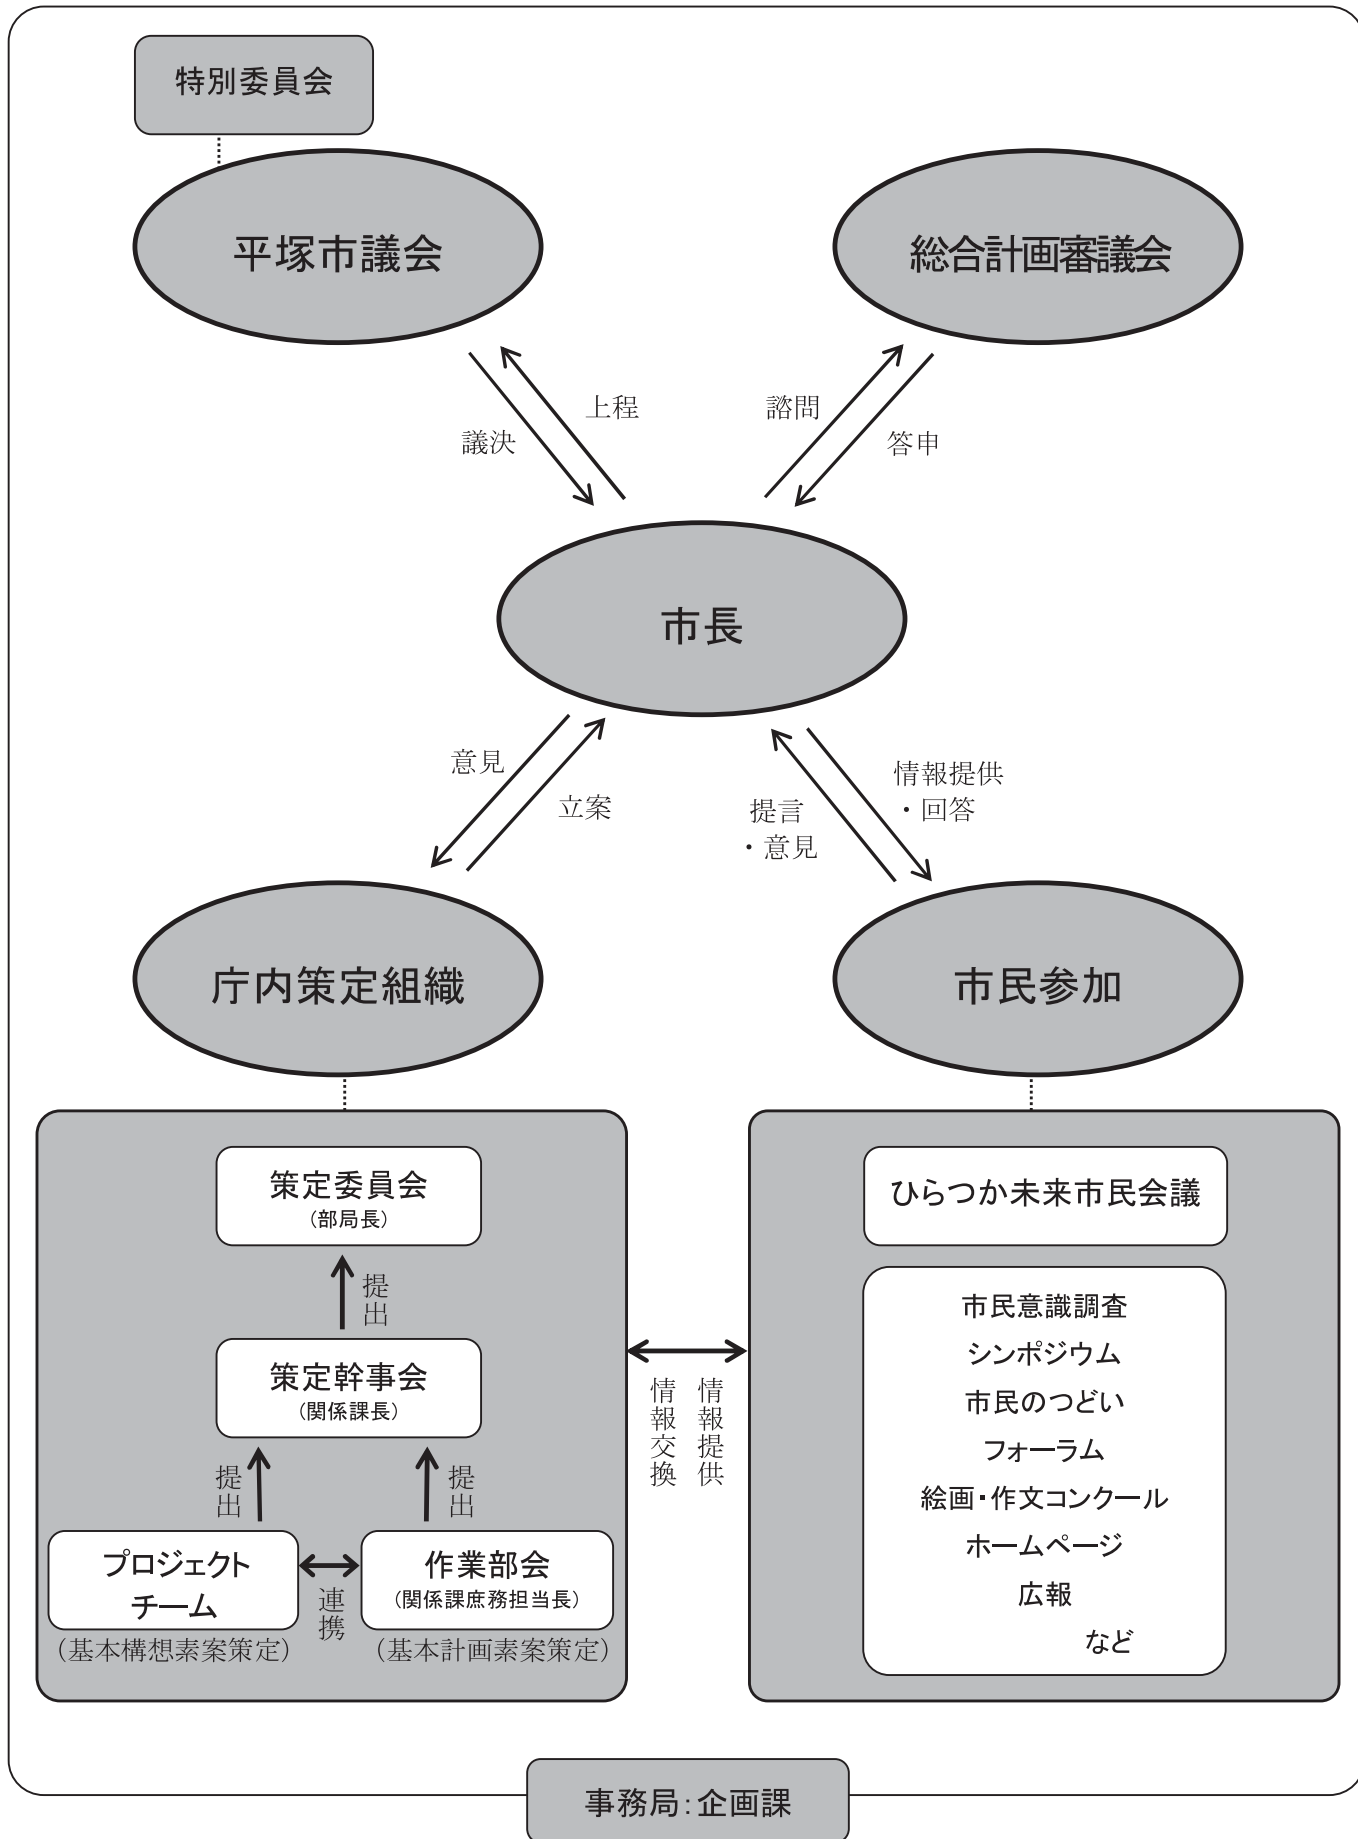 特別委員会
平塚市議会
総合計画審議会
上程
議決
諮問
答申
市長
意見
立案
提言
・意見
情報提供
・回答
庁内策定組織
市民参加
策定委員会
(部局長)
提出
策定幹事会
(関係課長)
提出
提出
プロジェクト
チーム
連携
作業部会
(関係課庶務担当長)
(基本構想素案策定)
(基本計画素案策定)
情報交換
情報提供
ひらつか未来市民会議
市民意識調査
シンポジウム
市民のつどい
フォーラム
絵画・作文コンクール
ホームページ
広報
など
事務局:企画課